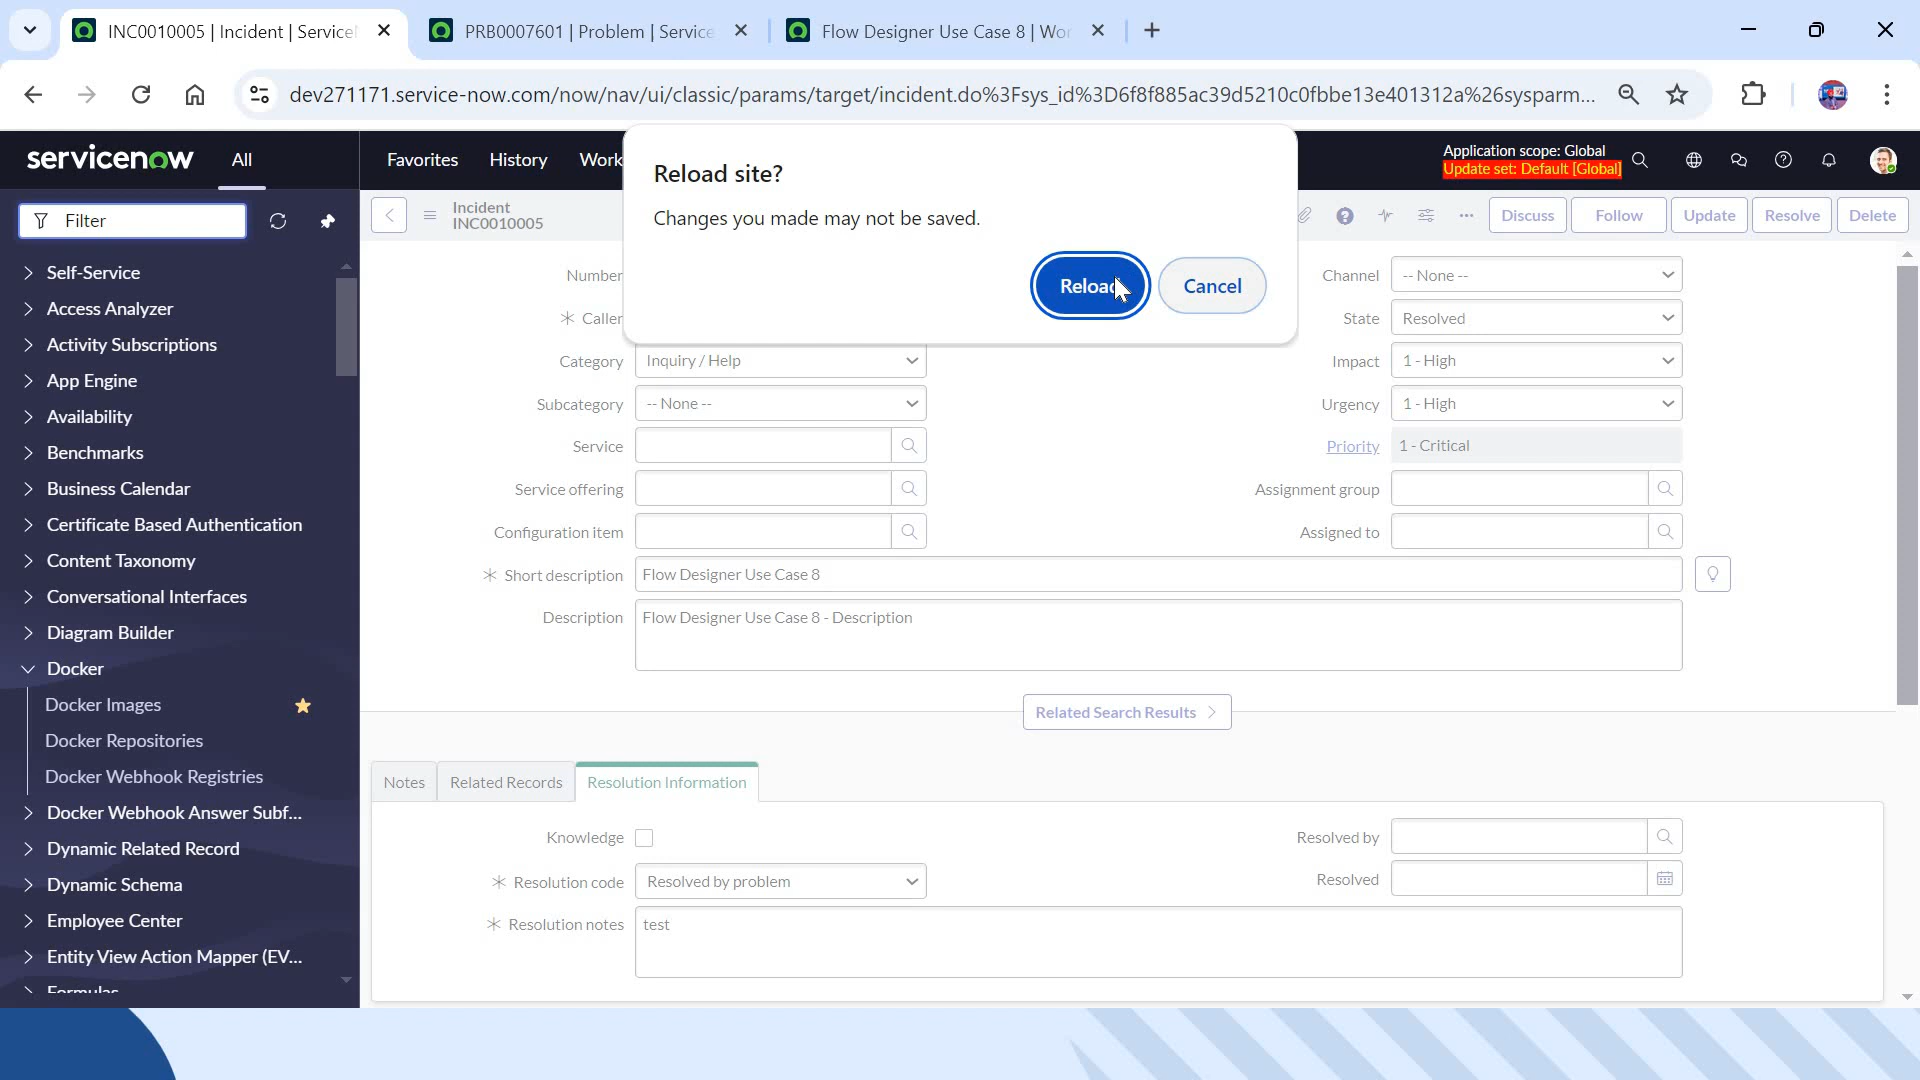 INC0010005 | Incident | Service
PRB0007601 | Problem | Service
Flow Designer Use Case 8 | Wor
dev271171.service-now.com/now/nav/ui/classic/params/target/incident.do%3Fsys_id%3D6f8f885ac39d5210c0fbbe13e401312a%26sysparm...
servicenow
All
Favorites
History
Work
Application scope: Global
Update set: Default [Global]
Reload site?
Changes you made may not be saved.
Reload
Cancel
Filter
Incident
INC0010005
Discuss
Follow
Update
Resolve
Delete
Self-Service
Access Analyzer
Activity Subscriptions
App Engine
Availability
Benchmarks
Business Calendar
Certificate Based Authentication
Content Taxonomy
Conversational Interfaces
Diagram Builder
Docker
Docker Images
Docker Repositories
Docker Webhook Registries
Docker Webhook Answer Subf...
Dynamic Related Record
Dynamic Schema
Employee Center
Entity View Action Mapper (EV...
Formulas
Number
Channel
-- None --
Caller
State
Resolved
Category
Inquiry / Help
Impact
1 - High
Subcategory
-- None --
Urgency
1 - High
Service
Priority
1 - Critical
Service offering
Assignment group
Configuration item
Assigned to
Short description
Flow Designer Use Case 8
Description
Flow Designer Use Case 8 - Description
Related Search Results
Notes
Related Records
Resolution Information
Knowledge
Resolved by
Resolution code
Resolved by problem
Resolved
Resolution notes
test